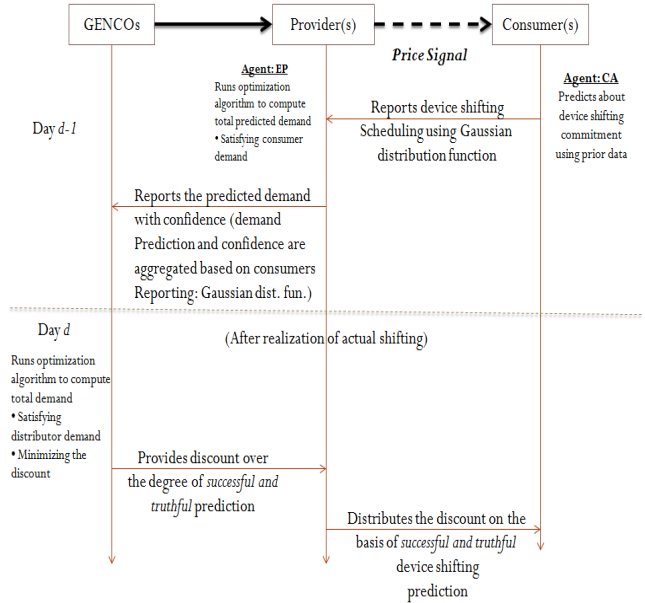 GENCOs
Provider(s)
Consumer(s)
Price Signal
Agent: EP
Runs optimization
algorithm to compute
total predicted demand
• Satisfying consumer
demand
Agent: CA
Predicts about
device shifting
commitment
using prior data
Day d-1
Reports device shifting
Scheduling using Gaussian
distribution function
Reports the predicted demand
with confidence (demand
Prediction and confidence are
aggregated based on consumers
Reporting: Gaussian dist. fun.)
Day d
(After realization of actual shifting)
Runs optimization
algorithm to compute
total demand
• Satisfying
distributor demand
• Minimizing the
discount
Provides discount over
the degree of successful and
truthful prediction
Distributes the discount on the
basis of successful and truthful
device shifting
prediction